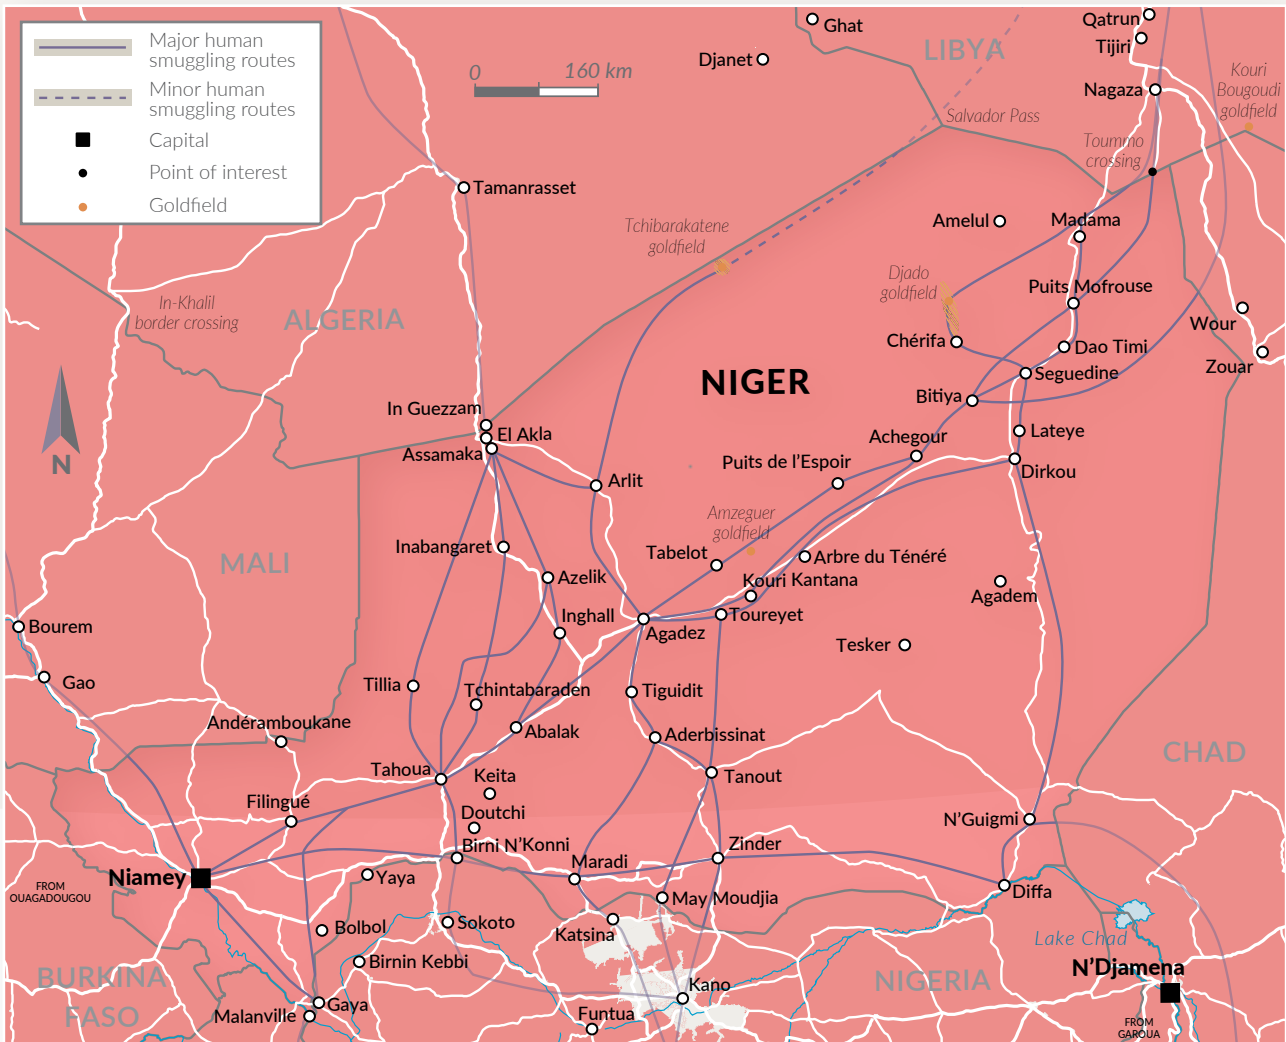 Major human
smuggling routes
Minor human
smuggling routes
Capital
Point of interest
Goldfield
0
160 km
Ghat
Djanet
LIBYA
Qatrun
Tijiri
Nagaza
Kouri
Bougoudi
goldfield
Salvador Pass
Toummo
crossing
Tamanrasset
Tchibarakatene
goldfield
Amelul
Madama
Djado
goldfield
Puits Mofrouse
In-Khalil
border crossing
ALGERIA
Wour
Chérifa
Dao Timi
Zouar
Seguedine
NIGER
Bitiya
In Guezzam
El Akla
Assamaka
Achegour
Lateye
N
Puits de l'Espoir
Dirkou
Arlit
Amzeguer
goldfield
Inabangaret
Tabelot
Arbre du Ténéré
MALI
Azelik
Kouri Kantana
Agadem
Inghall
Toureyet
Bourem
Agadez
Tesker
Gao
Tillia
Tchintabaraden
Tiguidit
Andéramboukane
Abalak
Aderbissinat
CHAD
Tahoua
Keita
Tanout
Filingué
Doutchi
N'Guigmi
Birni N'Konni
Zinder
Maradi
Niamey
Yaya
FROM
OUAGADOUGOU
May Moudjia
Diffa
Bolbol
Sokoto
Katsina
Lake Chad
Birnin Kebbi
N'Djamena
BURKINA
FASO
NIGERIA
Kano
Gaya
Malanville
Funtua
FROM
GAROUA